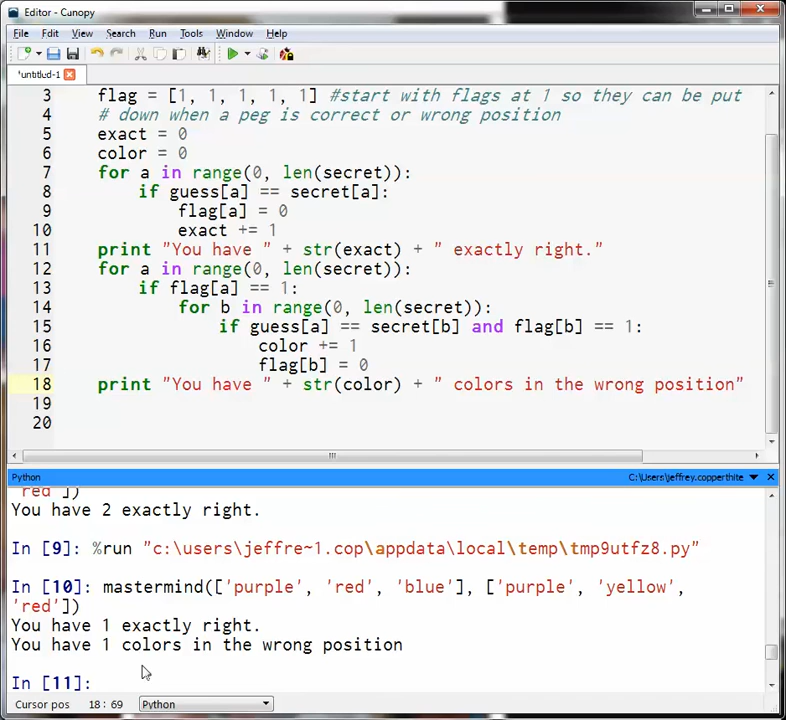 Editor - Canopy
File Edit View Search Run Tools Window Help
*untitled-1
3 flag = [1, 1, 1, 1, 1] #start with flags at 1 so they can be put
4 # down when a peg is correct or wrong position
5 exact = 0
6 color = 0
7 for a in range(0, len(secret)):
8 if guess[a] == secret[a]:
9 flag[a] = 0
10 exact += 1
11 print "You have " + str(exact) + " exactly right."
12 for a in range(0, len(secret)):
13 if flag[a] == 1:
14 for b in range(0, len(secret)):
15 if guess[a] == secret[b] and flag[b] == 1:
16 color += 1
17 flag[b] = 0
18 print "You have " + str(color) + " colors in the wrong position"
19
20
Python C:\Users\jeffrey.copperthite
'red'])
You have 2 exactly right.
In [9]: %run "c:\users\jeffre~1.cop\appdata\local\temp\tmp9utfz8.py"
In [10]: mastermind(['purple', 'red', 'blue'], ['purple', 'yellow',
'red'])
You have 1 exactly right.
You have 1 colors in the wrong position
In [11]:
Cursor pos 18 : 69 Python